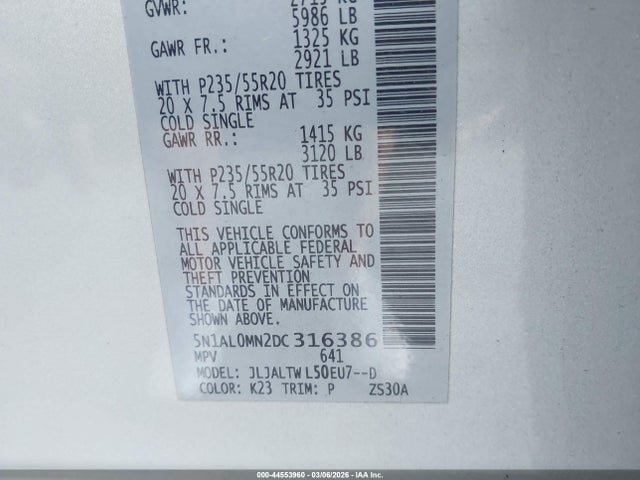 GVWR: 2715 KG
5986 LB
GAWR FR.: 1325 KG
2921 LB
WITH P235/55R20 TIRES
20 X 7.5 RIMS AT 35 PSI
COLD SINGLE
GAWR RR.: 1415 KG
3120 LB
WITH P235/55R20 TIRES
20 X 7.5 RIMS AT 35 PSI
COLD SINGLE
THIS VEHICLE CONFORMS TO
ALL APPLICABLE FEDERAL
MOTOR VEHICLE SAFETY AND
THEFT PREVENTION
STANDARDS IN EFFECT ON
THE DATE OF MANUFACTURE
SHOWN ABOVE.
5N1AL0MN2DC316386
MPV 641
MODEL: JLJALTWL50EU7--D
COLOR: K23 TRIM: P ZS30A
000-44553960 - 03/06/2026 - IAA Inc.